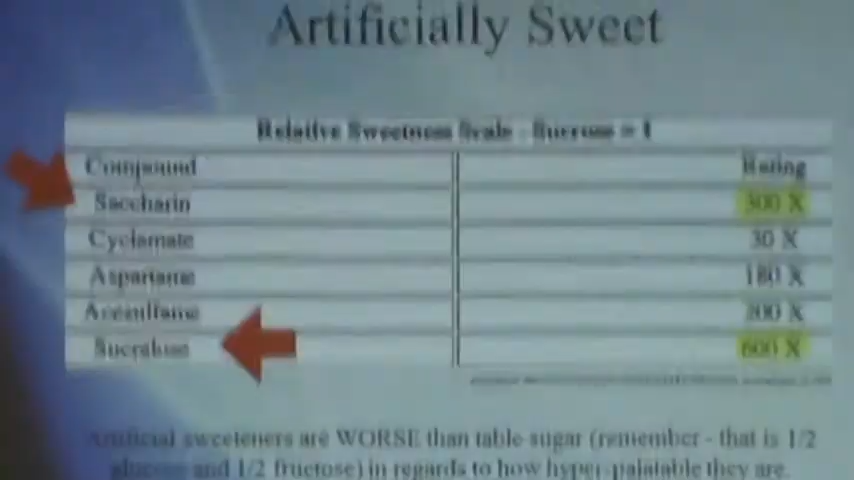 Artificially Sweet
Relative Sweetness Scale - Sucrose = 1
Compound Rating
Saccharin 300 X
Cyclamate 30 X
Aspartame 180 X
Acesulfame 200 X
Sucralose 600 X
Artificial sweeteners are WORSE than table sugar (remember - that is 1/2
glucose and 1/2 fructose) in regards to how hyper-palatable they are.